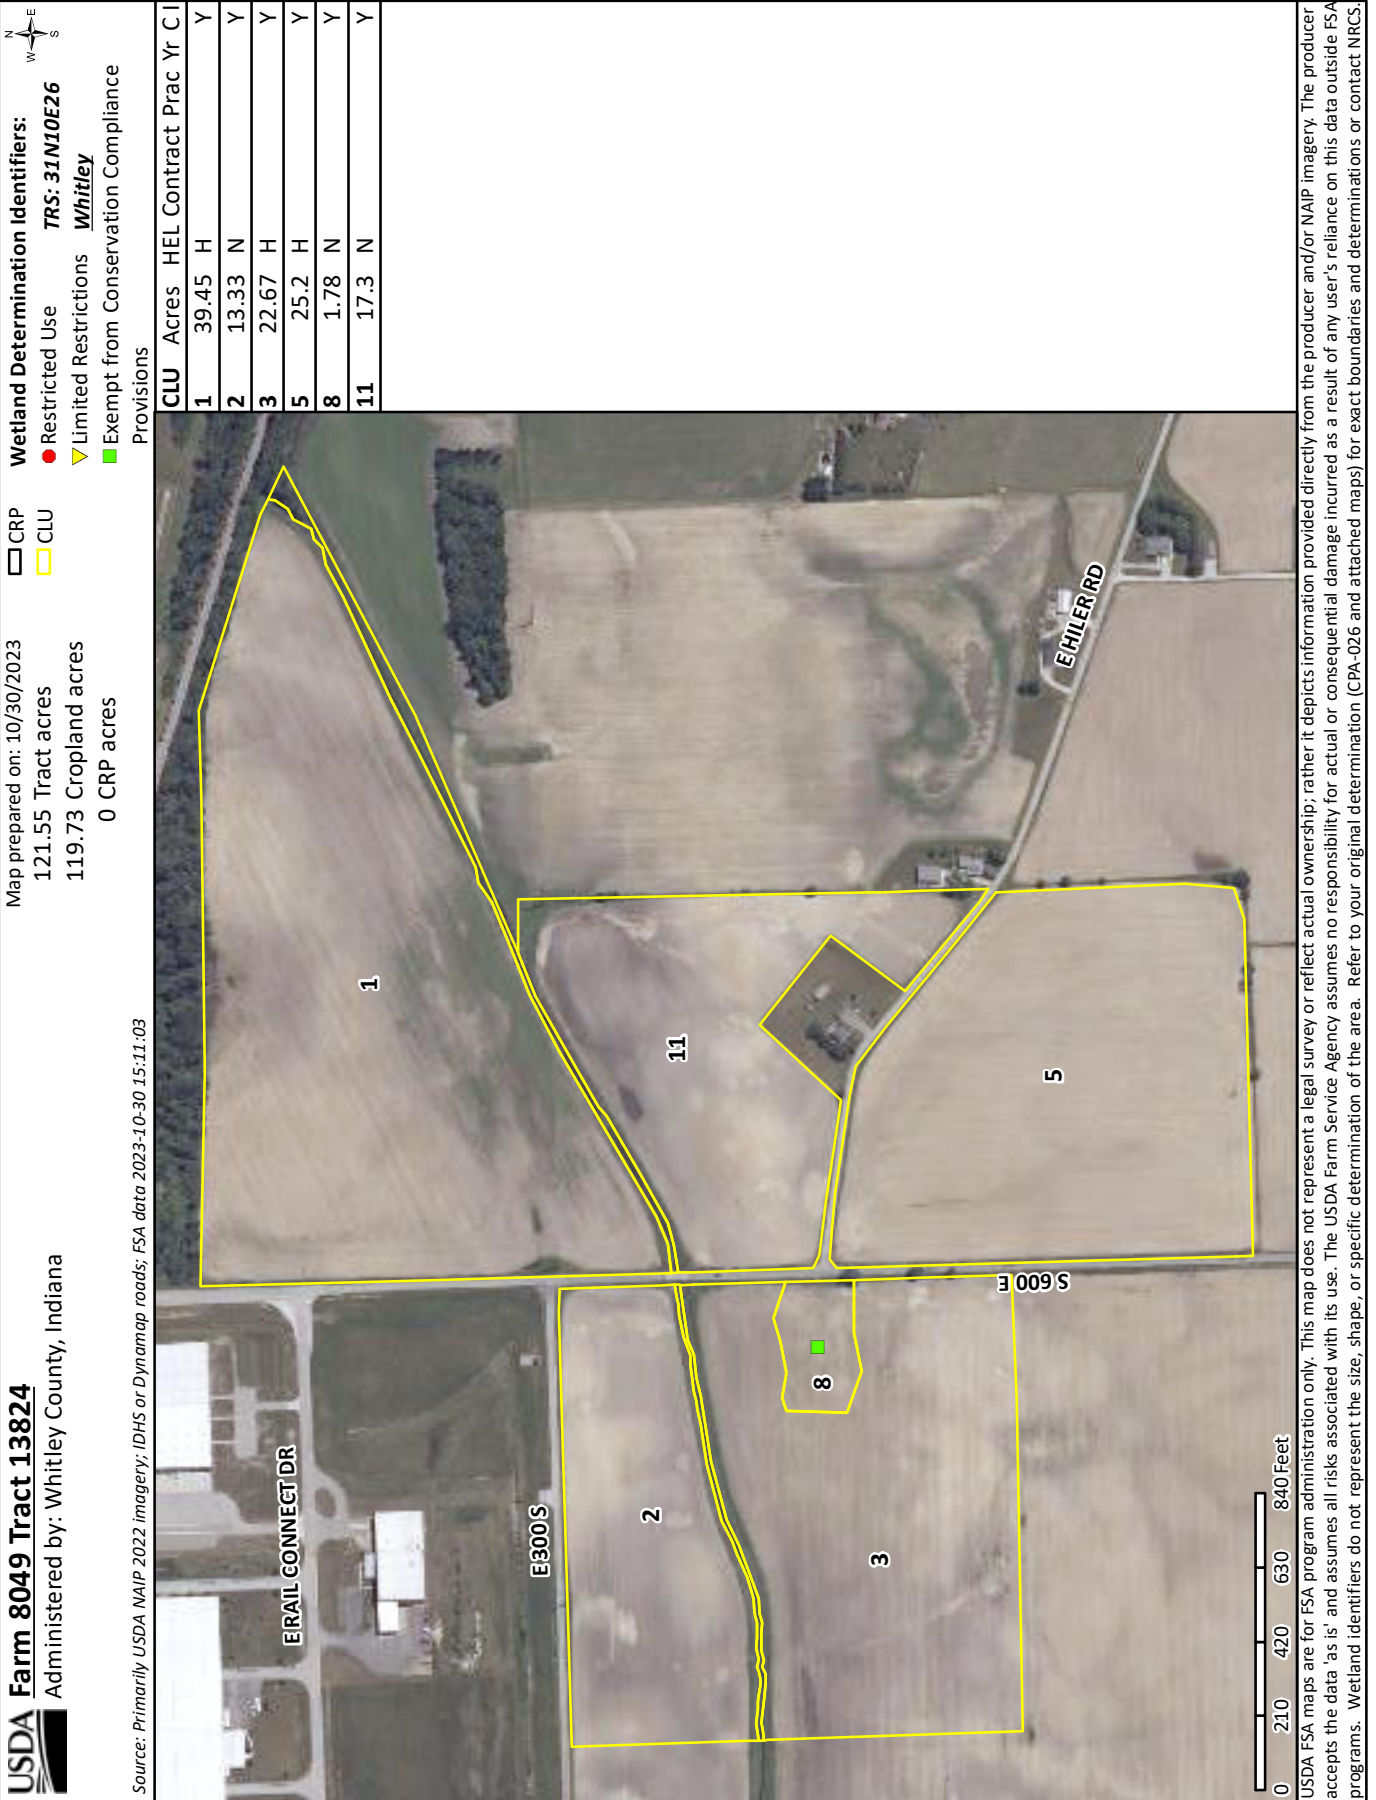 USDA
Farm 8049 Tract 13824
Administered by: Whitley County, Indiana
Map prepared on: 10/30/2023
121.55 Tract acres
119.73 Cropland acres
0 CRP acres
CRP
CLU
Wetland Determination Identifiers:
Restricted Use
Limited Restrictions
Exempt from Conservation Compliance
Provisions
TRS: 31N10E26
Whitley
N
E
S
W
Source: Primarily USDA NAIP 2022 imagery; IDHS or Dynamap roads; FSA data 2023-10-30 15:11:03
CLU Acres HEL Contract Prac Yr C I
1 39.45 H Y
2 13.33 N Y
3 22.67 H Y
5 25.2 H Y
8 1.78 N Y
11 17.3 N Y
E RAIL CONNECT DR
1
E 300 S
2
11
8
3
S 600 E
5
E HILER RD
0 210 420 630 840 Feet
USDA FSA maps are for FSA program administration only. This map does not represent a legal survey or reflect actual ownership; rather it depicts information provided directly from the producer and/or NAIP imagery. The producer
accepts the data 'as is' and assumes all risks associated with its use. The USDA Farm Service Agency assumes no responsibility for actual or consequential damage incurred as a result of any user's reliance on this data outside FSA
programs. Wetland identifiers do not represent the size, shape, or specific determination of the area. Refer to your original determination (CPA-026 and attached maps) for exact boundaries and determinations or contact NRCS.